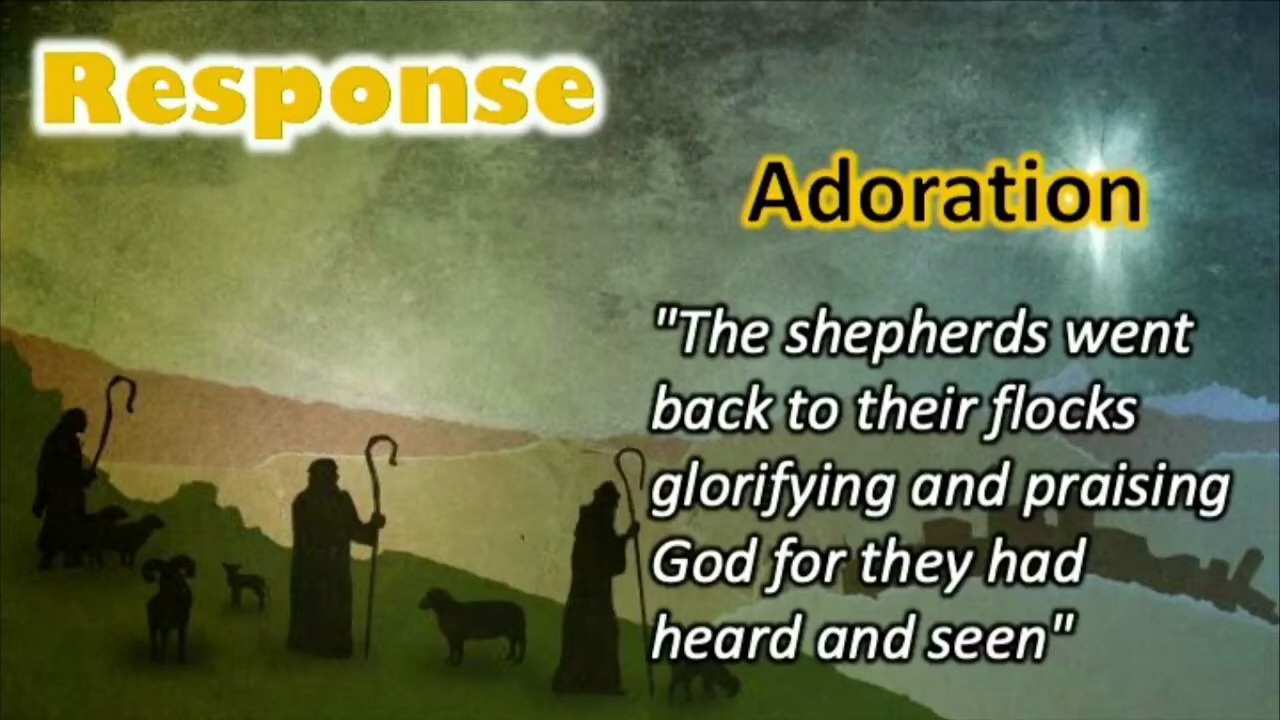 Response
Adoration
"The shepherds went
back to their flocks
glorifying and praising
God for they had
heard and seen"